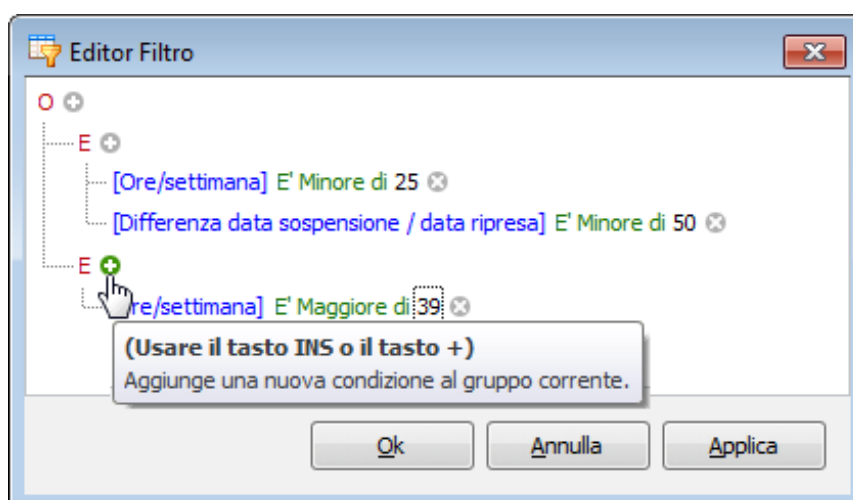 Editor Filtro
O
E
[Ore/settimana] E' Minore di 25
[Differenza data sospensione / data ripresa] E' Minore di 50
E
re/settimana] E' Maggiore di 39
(Usare il tasto INS o il tasto +)
Aggiunge una nuova condizione al gruppo corrente.
Ok Annulla Applica